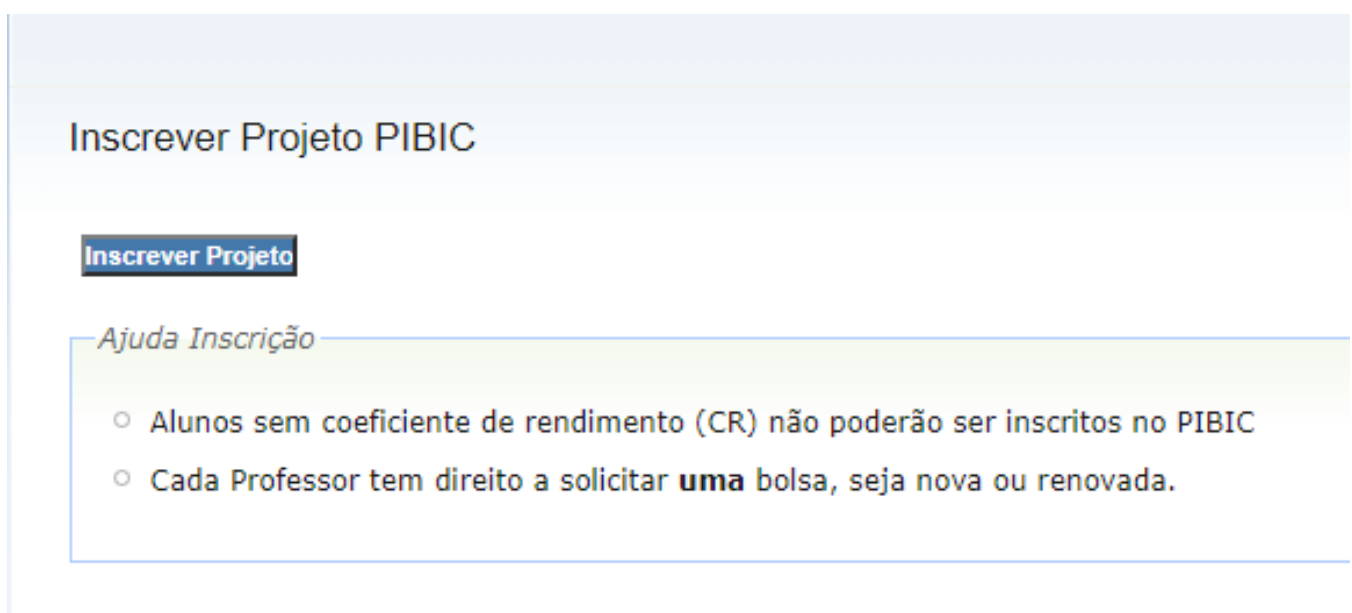 Inscrever Projeto PIBIC
Inscrever Projeto
Ajuda Inscrição
Alunos sem coeficiente de rendimento (CR) não poderão ser inscritos no PIBIC
Cada Professor tem direito a solicitar uma bolsa, seja nova ou renovada.